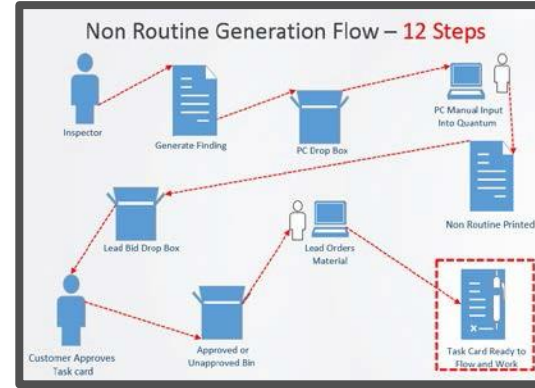 Non Routine Generation Flow – 12 Steps
Inspector
Generate Finding
PC Drop Box
PC Manual Input
Into Quantum
Non Routine Printed
Lead Bid Drop Box
Lead Orders
Material
Customer Approves
Task card
Approved or
Unapproved Bin
Task Card Ready to
Flow and Work